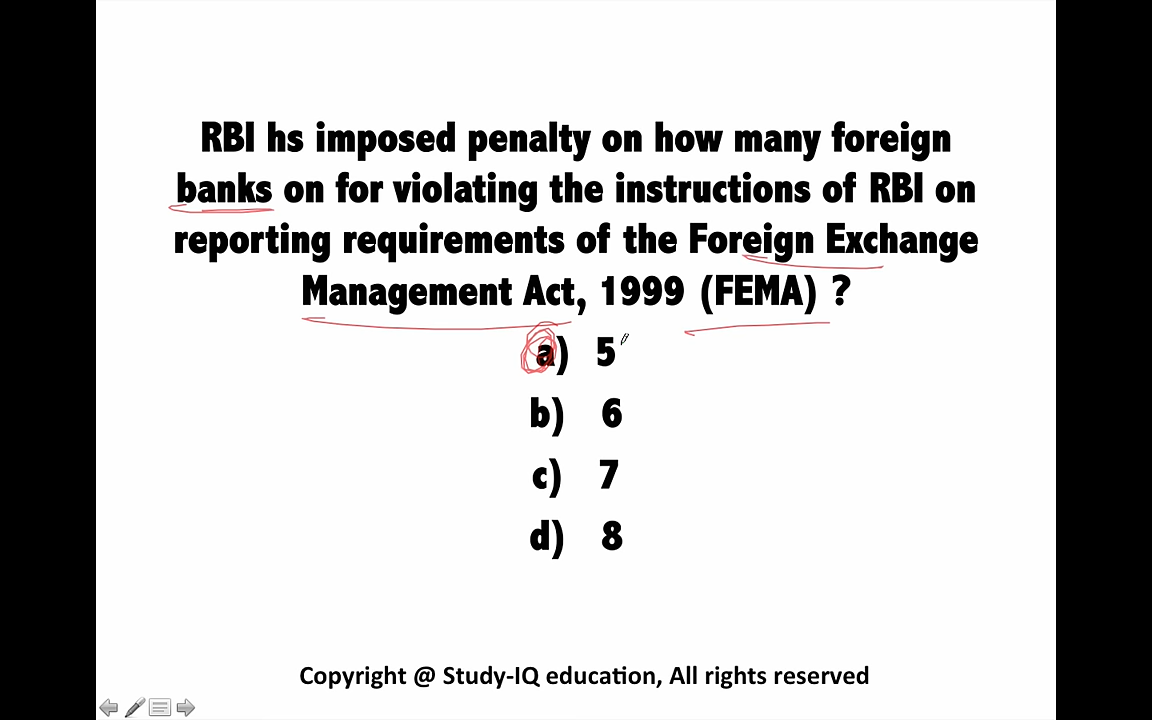 RBI hs imposed penalty on how many foreign
banks on for violating the instructions of RBI on
reporting requirements of the Foreign Exchange
Management Act, 1999 (FEMA) ?
a) 5
b) 6
c) 7
d) 8
Copyright @ Study-IQ education, All rights reserved